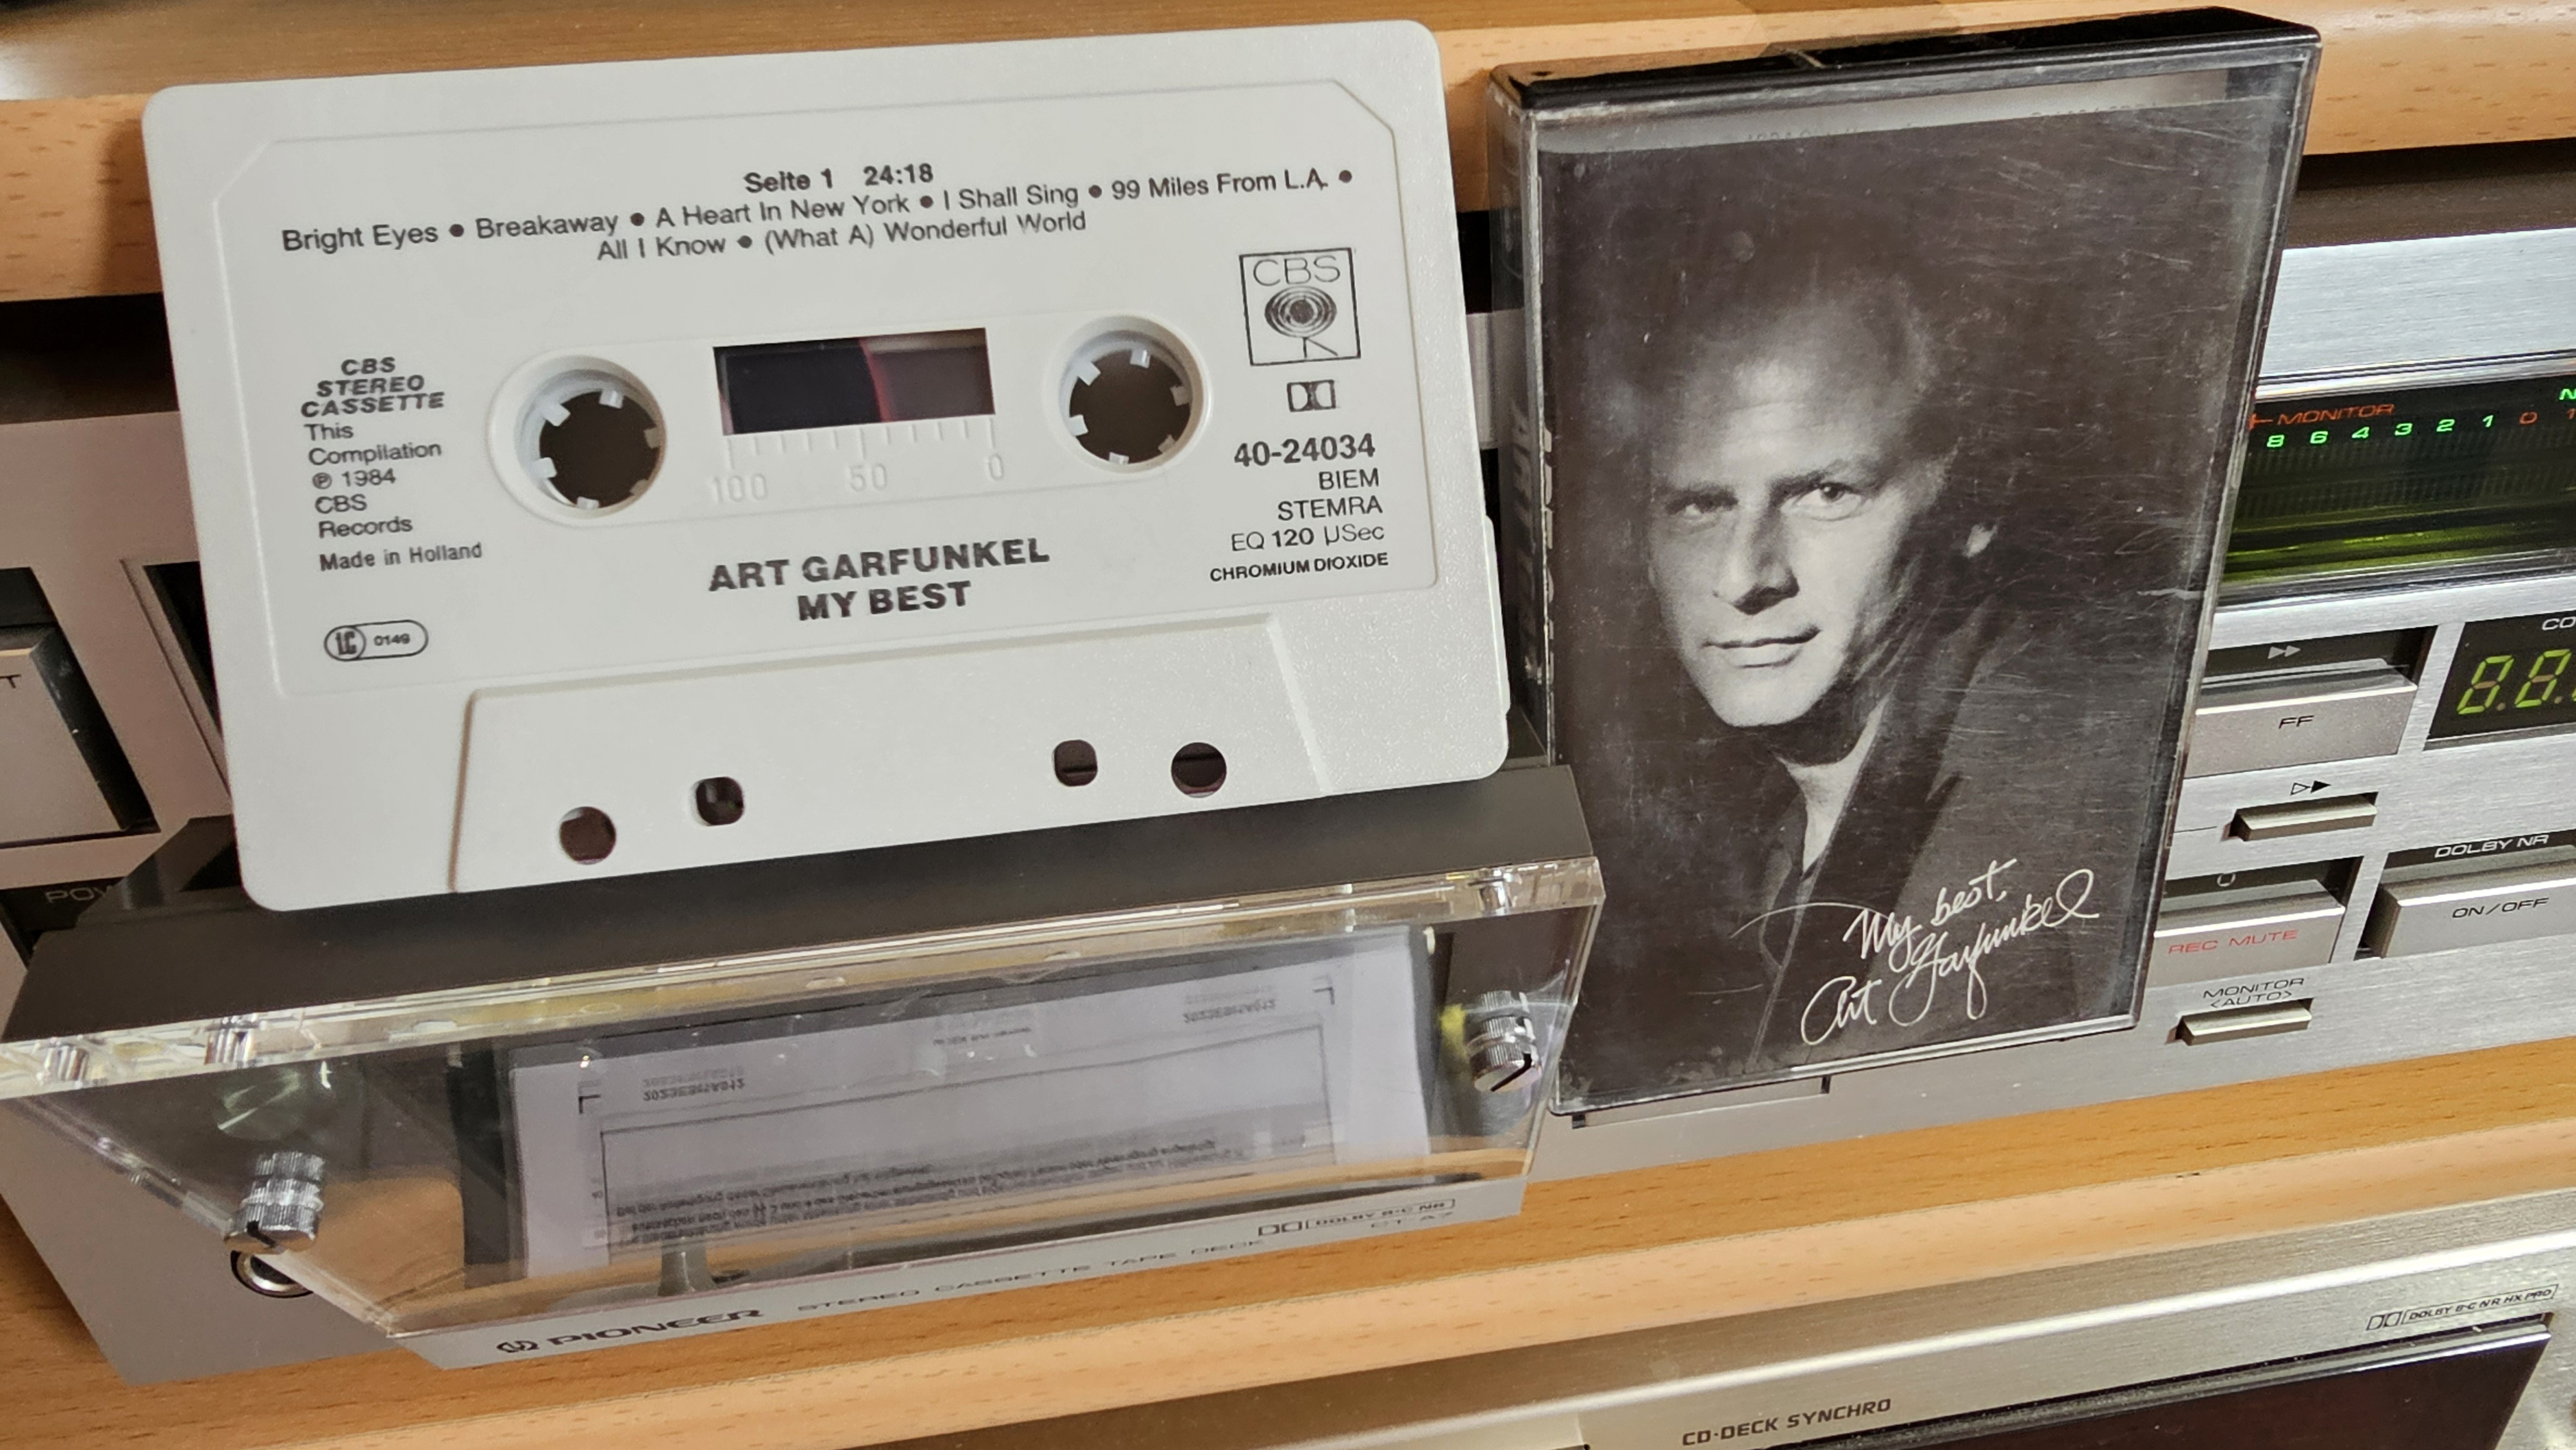 Seite 1 24:18
Bright Eyes • Breakaway • A Heart In New York • I Shall Sing • 99 Miles From L.A. •
All I Know • (What A) Wonderful World
CBS
STEREO
CASSETTE
This
Compilation
℗ 1984
CBS
Records
Made in Holland
LC 0149
100 50 0
ART GARFUNKEL
MY BEST
CBS
40-24034
BIEM
STEMRA
EQ 120 µSec
CHROMIUM DIOXIDE
My best,
Art Garfunkel
MONITOR
8 6 4 3 2 1 0
FF
DOLBY NR
ON/OFF
REC MUTE
MONITOR
<AUTO>
DOLBY B·C NR
CT-A7
PIONEER STEREO CASSETTE TAPE DECK
DOLBY B·C NR HX PRO
CD·DECK SYNCHRO